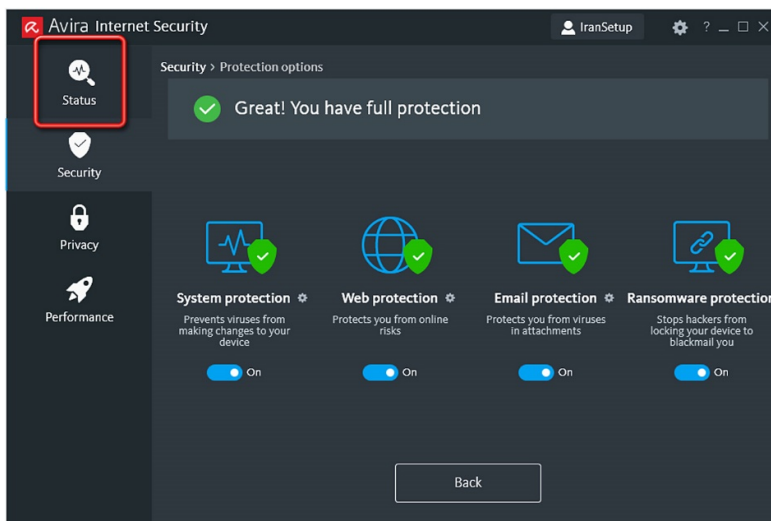 Avira Internet Security
IranSetup
?
Status
Security
Privacy
Performance
Security > Protection options
Great! You have full protection
System protection
Prevents viruses from
making changes to your
device
On
Web protection
Protects you from online
risks
On
Email protection
Protects you from viruses
in attachments
On
Ransomware protection
Stops hackers from
locking your device to
blackmail you
On
Back